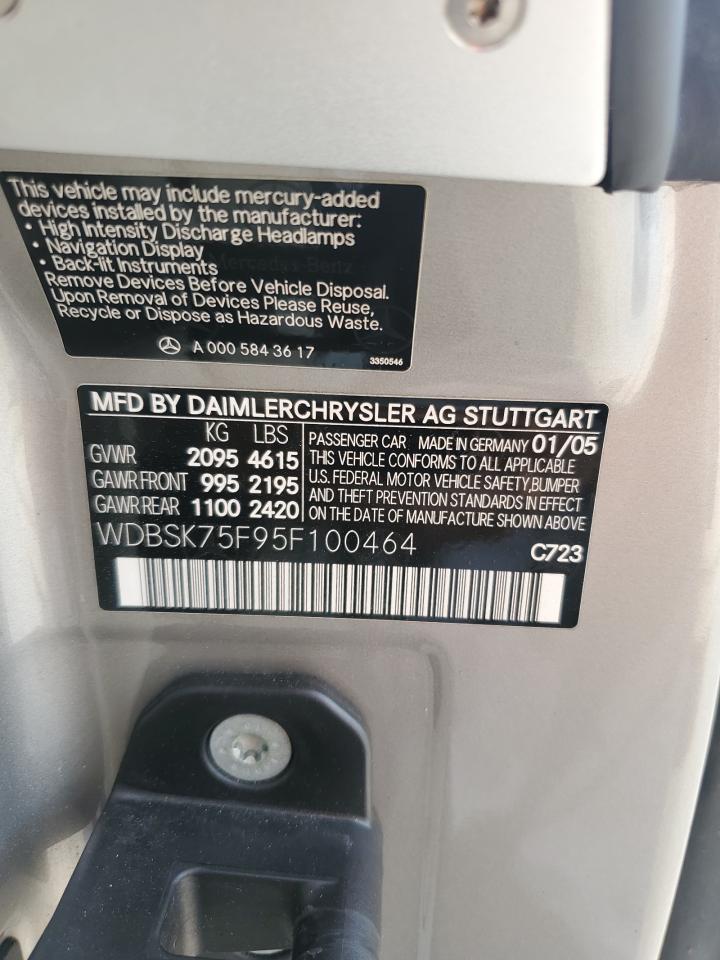 This vehicle may include mercury-added
devices installed by the manufacturer:
• High Intensity Discharge Headlamps
• Navigation Display
• Back-lit Instruments
Remove Devices Before Vehicle Disposal.
Upon Removal of Devices Please Reuse,
Recycle or Dispose as Hazardous Waste.
Mercedes-Benz
A 000 584 36 17
3350546
MFD BY DAIMLERCHRYSLER AG STUTTGART
KG LBS
GVWR 2095 4615
GAWR FRONT 995 2195
GAWR REAR 1100 2420
PASSENGER CAR MADE IN GERMANY 01/05
THIS VEHICLE CONFORMS TO ALL APPLICABLE
U.S. FEDERAL MOTOR VEHICLE SAFETY,BUMPER
AND THEFT PREVENTION STANDARDS IN EFFECT
ON THE DATE OF MANUFACTURE SHOWN ABOVE
WDBSK75F95F100464
C723